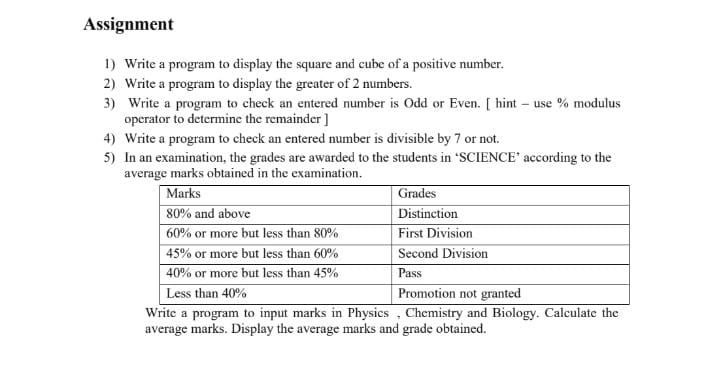 Assignment
1) Write a program to display the square and cube of a positive number.
2) Write a program to display the greater of 2 numbers.
3) Write a program to check an entered number is Odd or Even. [ hint – use % modulus
operator to determine the remainder ]
4) Write a program to check an entered number is divisible by 7 or not.
5) In an examination, the grades are awarded to the students in ‘SCIENCE’ according to the
average marks obtained in the examination.
Marks Grades
80% and above Distinction
60% or more but less than 80% First Division
45% or more but less than 60% Second Division
40% or more but less than 45% Pass
Less than 40% Promotion not granted
Write a program to input marks in Physics , Chemistry and Biology. Calculate the
average marks. Display the average marks and grade obtained.